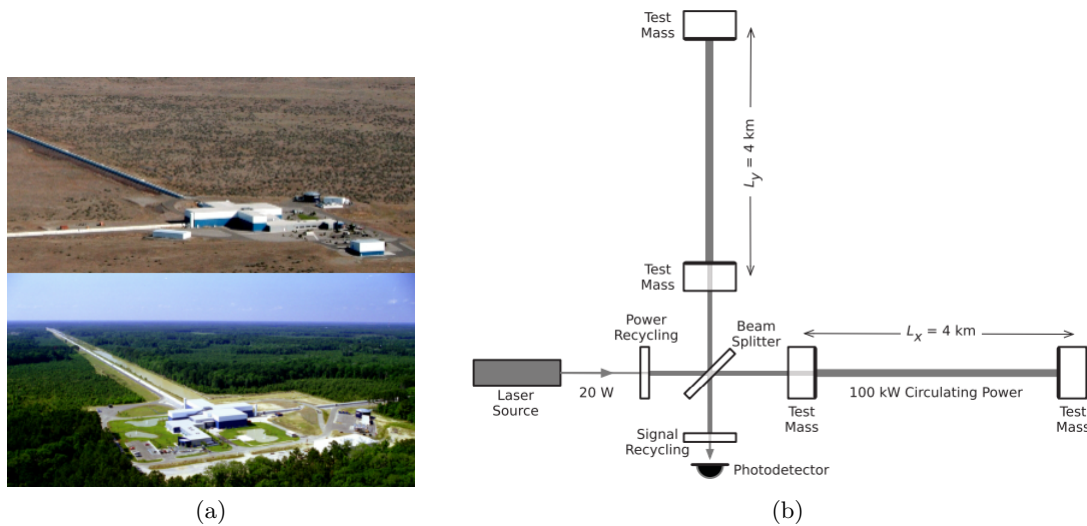 Test
Mass
L_y = 4 km
Test
Mass
Power
Recycling
Beam
Splitter
L_x = 4 km
Laser
Source
20 W
100 kW Circulating Power
Test
Mass
Test
Mass
Signal
Recycling
Photodetector
(a)
(b)